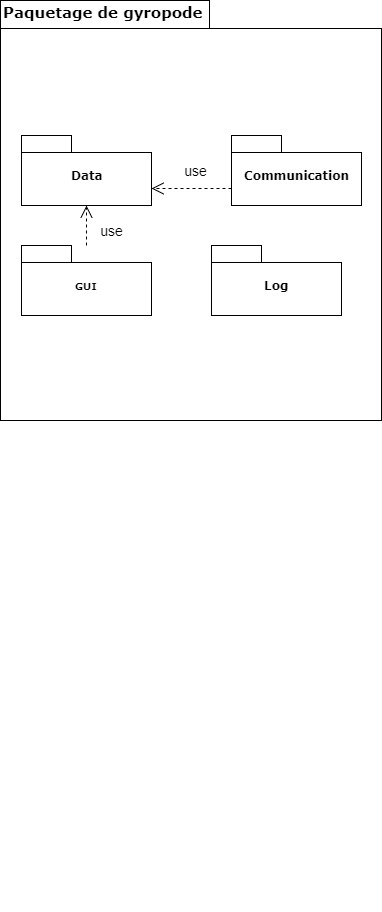 Paquetage de gyropode
Data
use
Communication
use
GUI
Log